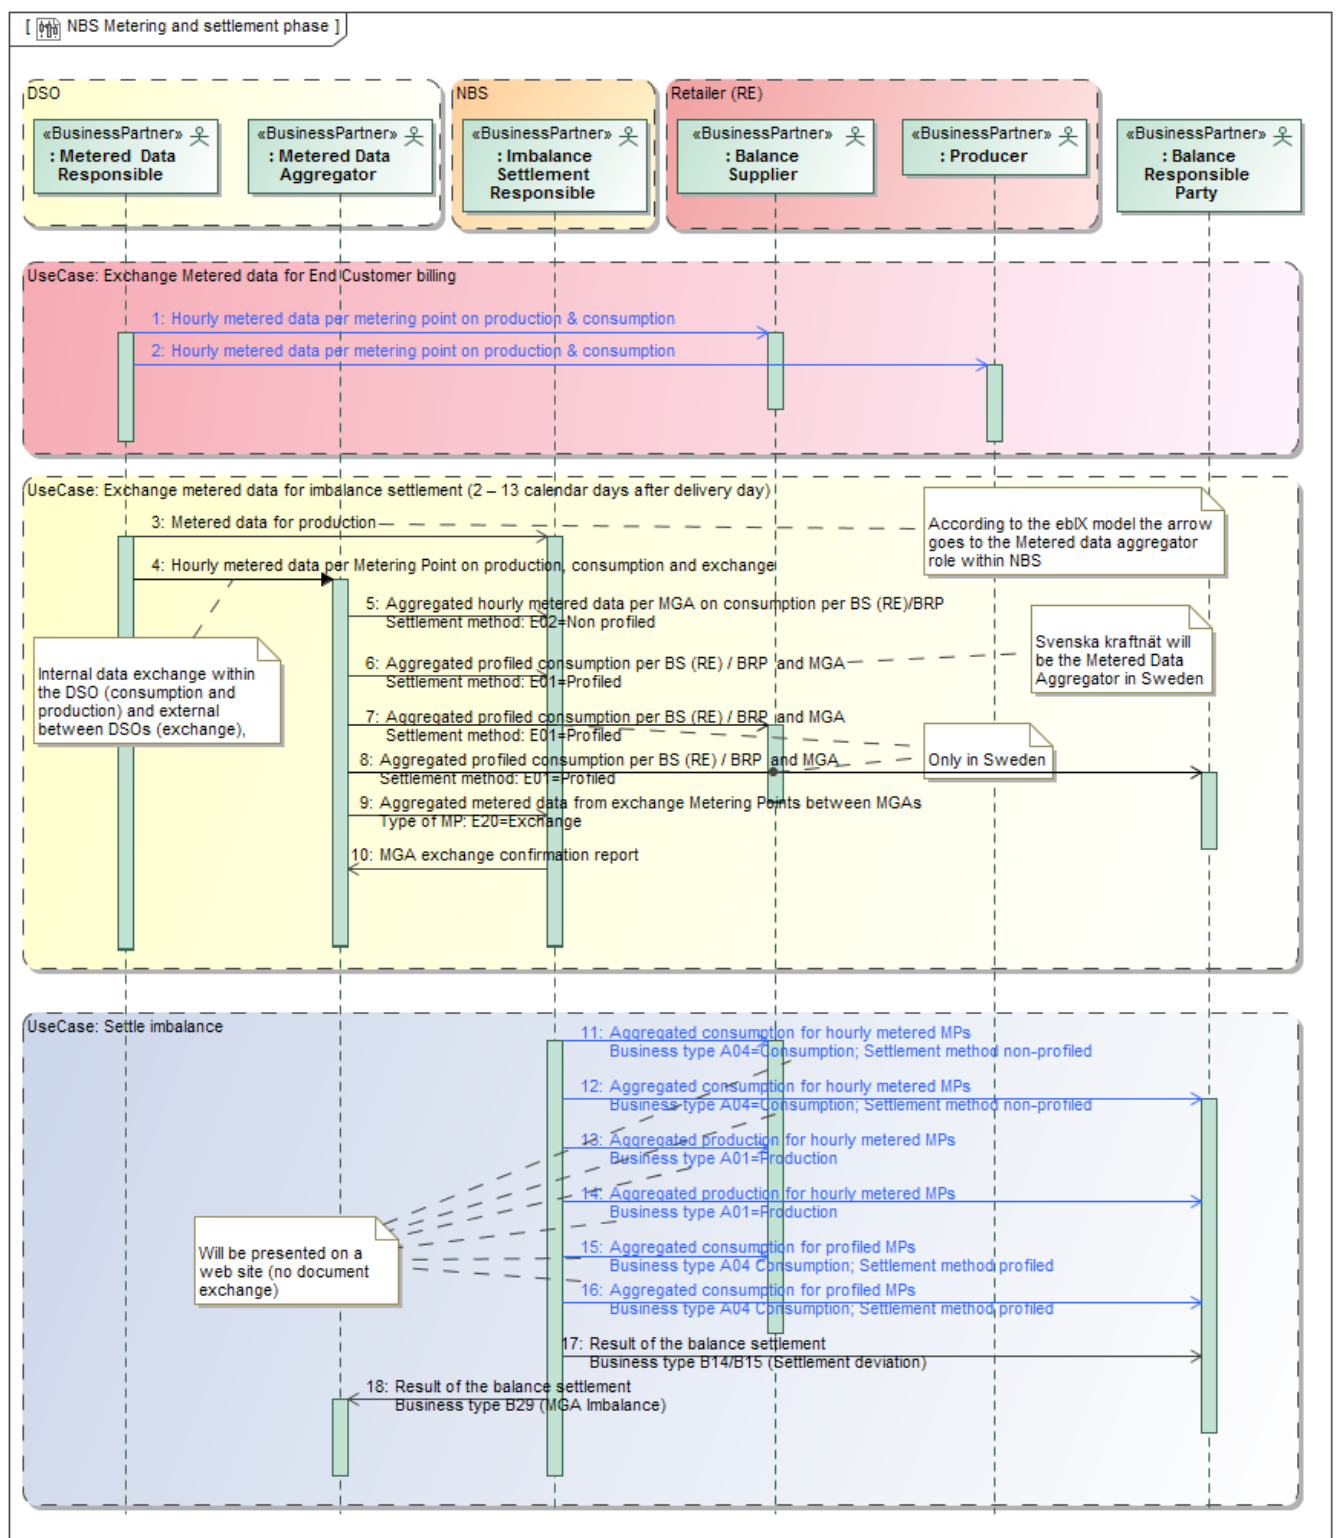 [ NBS Metering and settlement phase ]
DSO
NBS
Retailer (RE)
«BusinessPartner»
: Metered Data
Responsible
«BusinessPartner»
: Metered Data
Aggregator
«BusinessPartner»
: Imbalance
Settlement
Responsible
«BusinessPartner»
: Balance
Supplier
«BusinessPartner»
: Producer
«BusinessPartner»
: Balance
Responsible
Party
UseCase: Exchange Metered data for End Customer billing
1: Hourly metered data per metering point on production & consumption
2: Hourly metered data per metering point on production & consumption
UseCase: Exchange metered data for imbalance settlement (2 – 13 calendar days after delivery day)
3: Metered data for production
According to the ebIX model the arrow
goes to the Metered data aggregator
role within NBS
4: Hourly metered data per Metering Point on production, consumption and exchange
5: Aggregated hourly metered data per MGA on consumption per BS (RE)/BRP
Settlement method: E02=Non profiled
Svenska kraftnät will
be the Metered Data
Aggregator in Sweden
Internal data exchange within
the DSO (consumption and
production) and external
between DSOs (exchange),
6: Aggregated profiled consumption per BS (RE) / BRP and MGA
Settlement method: E01=Profiled
7: Aggregated profiled consumption per BS (RE) / BRP and MGA
Settlement method: E01=Profiled
Only in Sweden
8: Aggregated profiled consumption per BS (RE) / BRP and MGA
Settlement method: E01=Profiled
9: Aggregated metered data from exchange Metering Points between MGAs
Type of MP: E20=Exchange
10: MGA exchange confirmation report
UseCase: Settle imbalance
11: Aggregated consumption for hourly metered MPs
Business type A04=Consumption; Settlement method non-profiled
12: Aggregated consumption for hourly metered MPs
Business type A04=Consumption; Settlement method non-profiled
13: Aggregated production for hourly metered MPs
Business type A01=Production
14: Aggregated production for hourly metered MPs
Business type A01=Production
Will be presented on a
web site (no document
exchange)
15: Aggregated consumption for profiled MPs
Business type A04 Consumption; Settlement method profiled
16: Aggregated consumption for profiled MPs
Business type A04 Consumption; Settlement method profiled
17: Result of the balance settlement
Business type B14/B15 (Settlement deviation)
18: Result of the balance settlement
Business type B29 (MGA Imbalance)